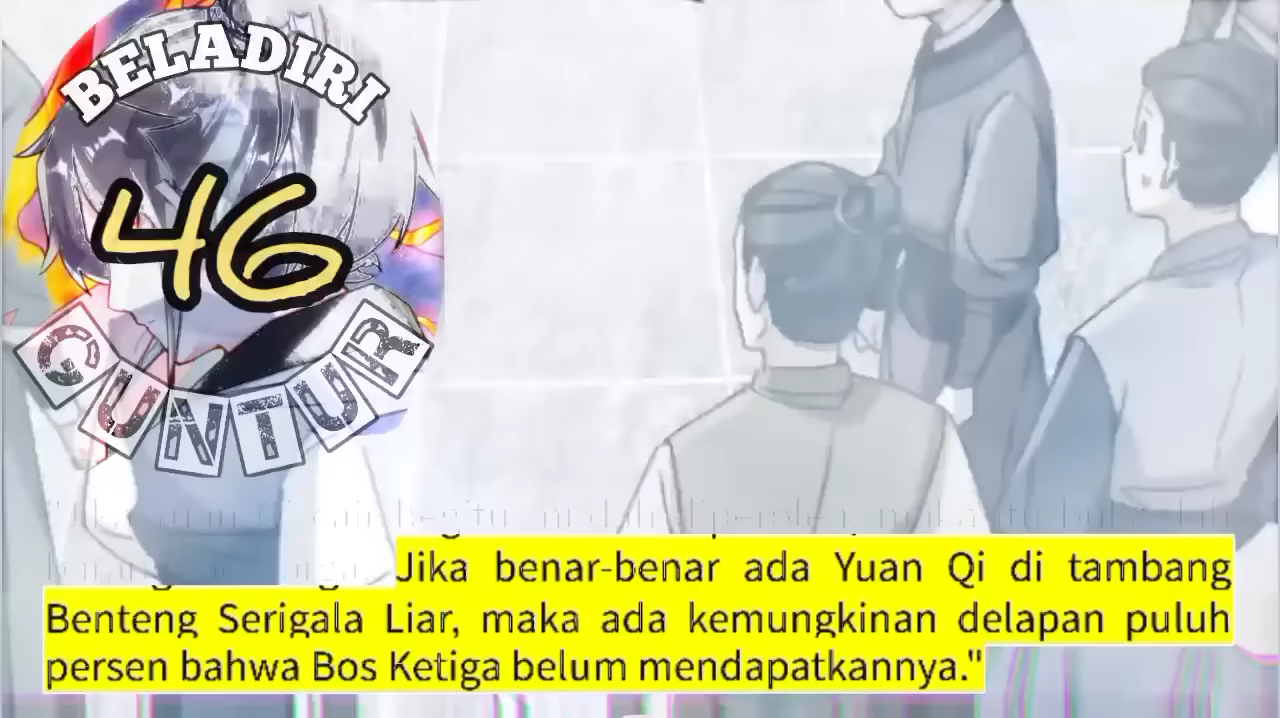 BELADIRI
46
GUNTUR
Jika benar-benar ada Yuan Qi di tambang
Benteng Serigala Liar, maka ada kemungkinan delapan puluh
persen bahwa Bos Ketiga belum mendapatkannya."